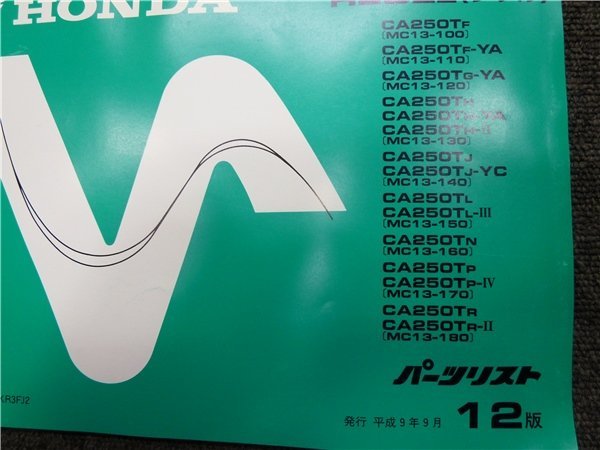 HONDA
CA250TF
(MC13-100)
CA250TF-YA
(MC13-110)
CA250TG-YA
(MC13-120)
CA250TH
CA250TH-YA
CA250TH-II
(MC13-130)
CA250TJ
CA250TJ-YC
(MC13-140)
CA250TL
CA250TL-III
(MC13-150)
CA250TN
(MC13-160)
CA250TP
CA250TP-IV
(MC13-170)
CA250TR
CA250TR-II
(MC13-180)
パーツリスト
KR3FJ2
発行 平成9年9月 12版